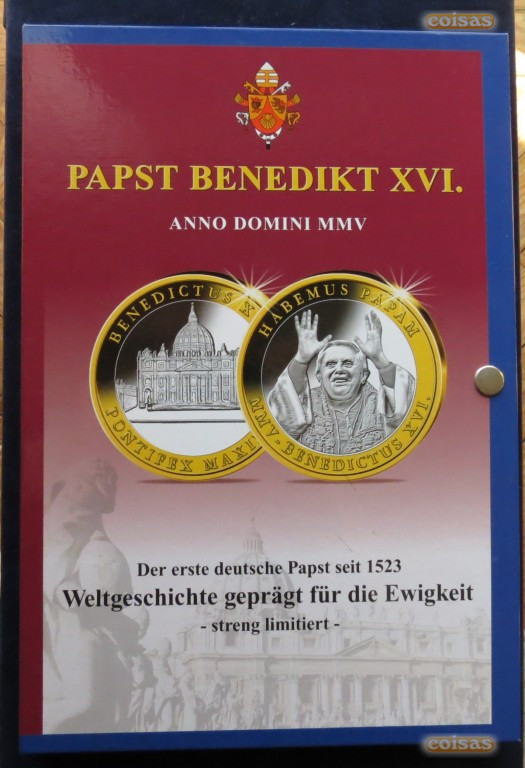 coisas
PAPST BENEDIKT XVI.
ANNO DOMINI MMV
BENEDICTUS X
PONTIFEX MAXI
HABEMUS PAPAM
MMV · BENEDICTUS XVI.
Der erste deutsche Papst seit 1523
Weltgeschichte geprägt für die Ewigkeit
- streng limitiert -
coisas